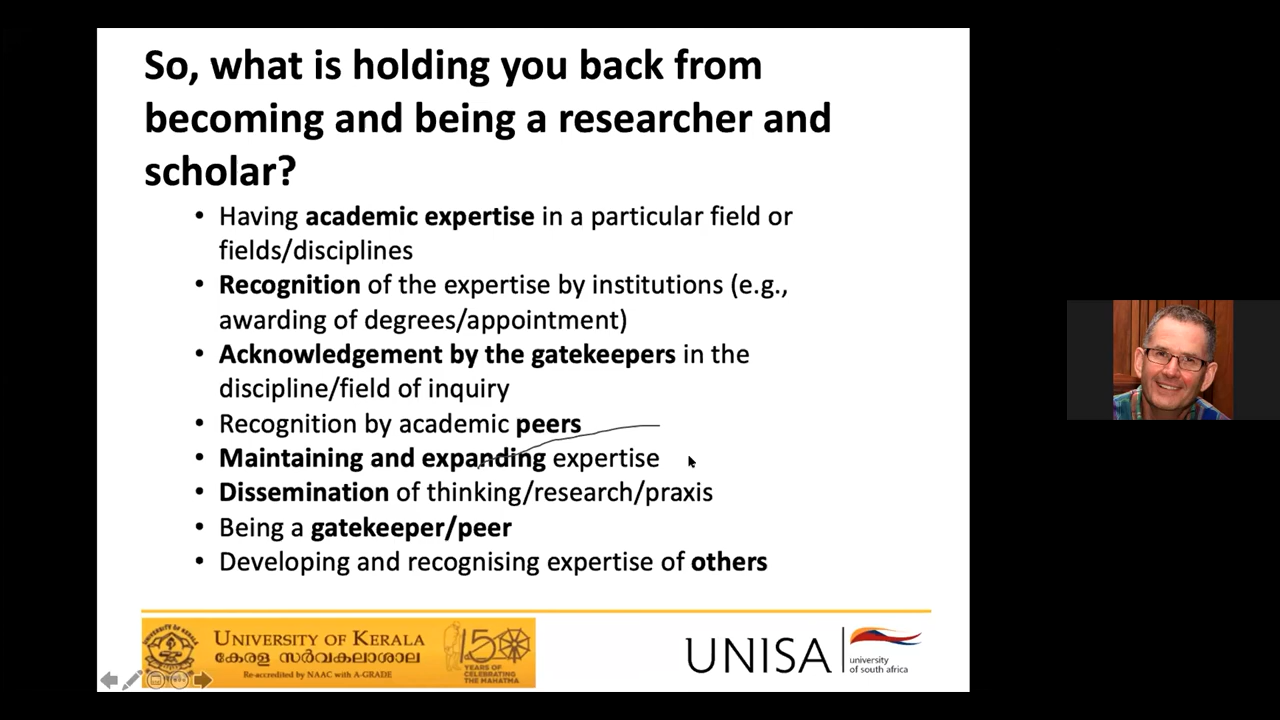 So, what is holding you back from
becoming and being a researcher and
scholar?
• Having academic expertise in a particular field or
fields/disciplines
• Recognition of the expertise by institutions (e.g.,
awarding of degrees/appointment)
• Acknowledgement by the gatekeepers in the
discipline/field of inquiry
• Recognition by academic peers
• Maintaining and expanding expertise
• Dissemination of thinking/research/praxis
• Being a gatekeeper/peer
• Developing and recognising expertise of others
UNIVERSITY OF KERALA
കേരള സർവകലാശാല
Re-accredited by NAAC with A-GRADE
150
YEARS OF
CELEBRATING
THE MAHATMA
UNISA
university
of south africa